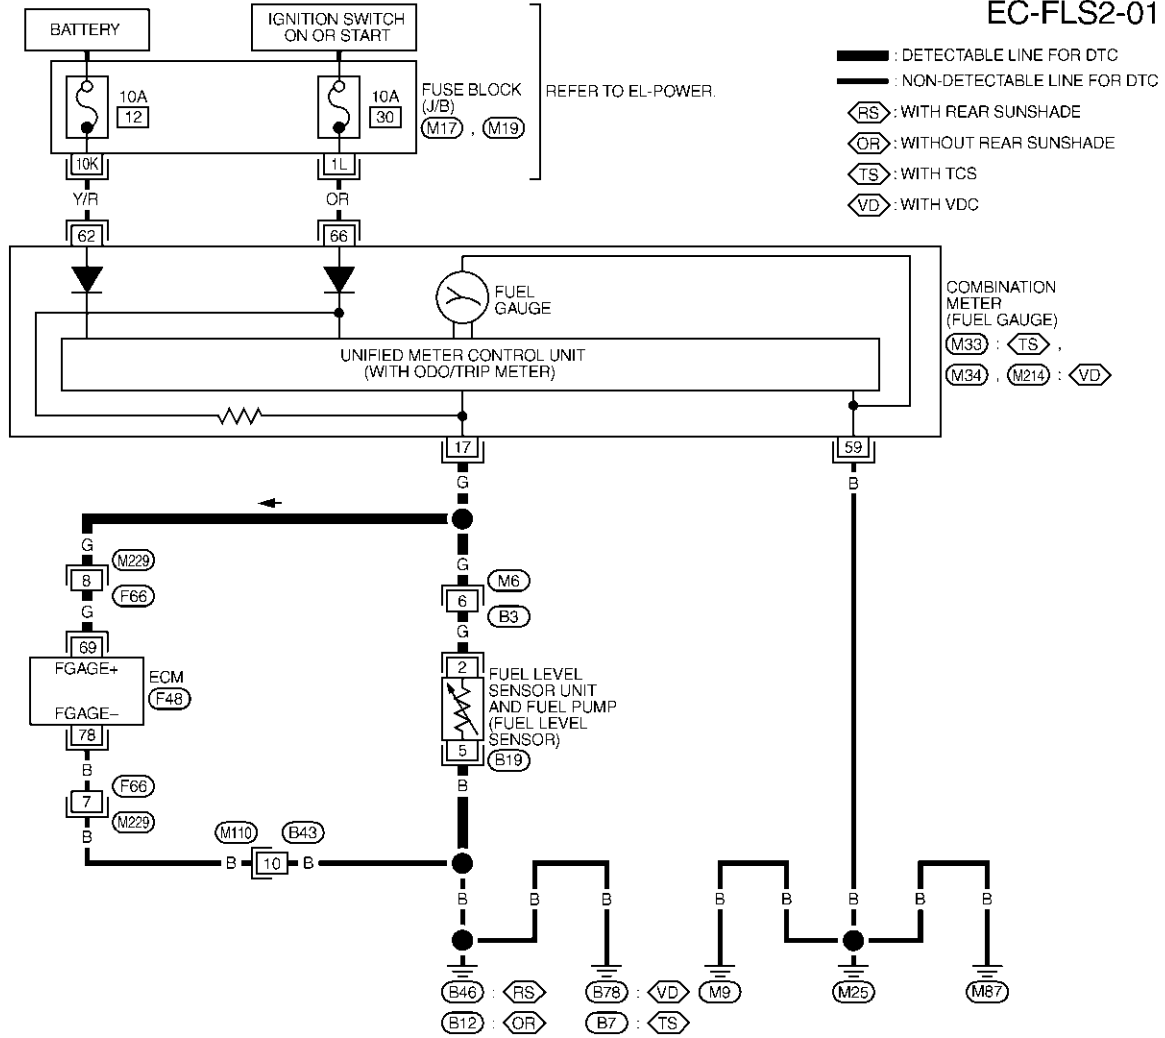 EC-FLS2-01
BATTERY
IGNITION SWITCH
ON OR START
: DETECTABLE LINE FOR DTC
: NON-DETECTABLE LINE FOR DTC
RS : WITH REAR SUNSHADE
OR : WITHOUT REAR SUNSHADE
TS : WITH TCS
VD : WITH VDC
10A
12
10A
30
FUSE BLOCK
(J/B)
M17 , M19
REFER TO EL-POWER.
10K
1L
Y/R
OR
62
66
FUEL
GAUGE
COMBINATION
METER
(FUEL GAUGE)
M33 : TS ,
M34 , M214 : VD
UNIFIED METER CONTROL UNIT
(WITH ODO/TRIP METER)
17
59
G
B
G
M229
8
F66
G
G
M6
6
B3
G
69
FGAGE+
FGAGE–
ECM
F48
78
2
FUEL LEVEL
SENSOR UNIT
AND FUEL PUMP
(FUEL LEVEL
SENSOR)
5
B19
B
B
7
F66
M229
B
M110
B43
B
10
B
B
B
B
B
B
B
B
B46 : RS
B12 : OR
B78 : VD
B7 : TS
M9
M25
M87